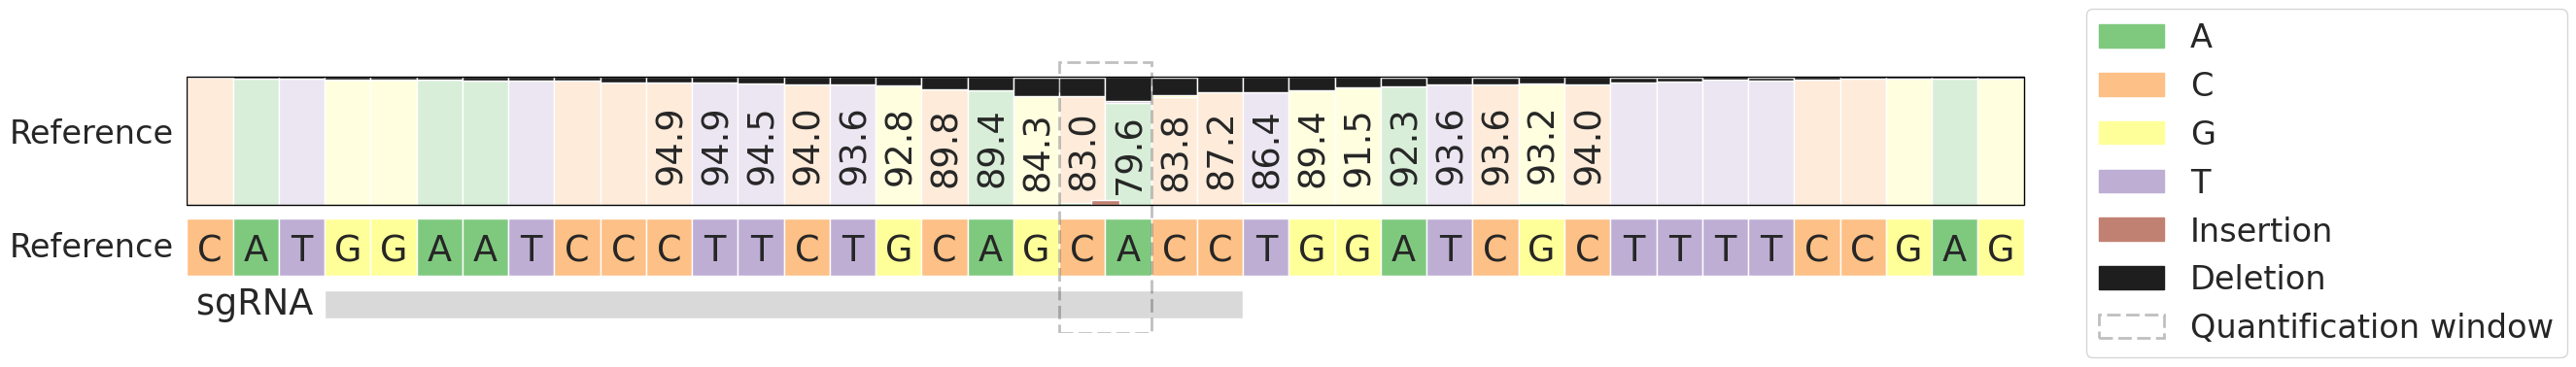 Reference 94.9 94.9 94.5 94.0 93.6 92.8 89.8 89.4 84.3 83.0 79.6 83.8 87.2 86.4 89.4 91.5 92.3 93.6 93.6 93.2 94.0
Reference C A T G G A A T C C C T T C T G C A G C A C C T G G A T C G C T T T T C C G A G
sgRNA
A
C
G
T
Insertion
Deletion
Quantification window